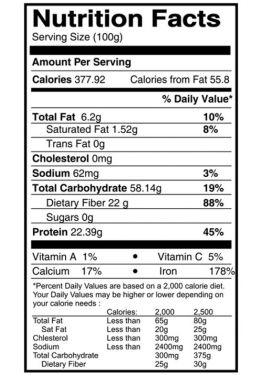 Nutrition Facts
Serving Size (100g)
Amount Per Serving
Calories 377.92 Calories from Fat 55.8
% Daily Value*
Total Fat 6.2g 10%
Saturated Fat 1.52g 8%
Trans Fat 0g
Cholesterol 0mg
Sodium 62mg 3%
Total Carbohydrate 58.14g 19%
Dietary Fiber 22 g 88%
Sugars 0g
Protein 22.39g 45%
Vitamin A 1% • Vitamin C 5%
Calcium 17% • Iron 178%
*Percent Daily Values are based on a 2,000 calorie diet.
Your Daily Values may be higher or lower depending on
your calorie needs :
Calories: 2,000 2,500
Total Fat Less than 65g 80g
Sat Fat Less than 20g 25g
Chlesterol Less than 300mg 300mg
Sodium Less than 2400mg 2400mg
Total Carbohydrate 300mg 375g
Dietary Fiber 25g 30g